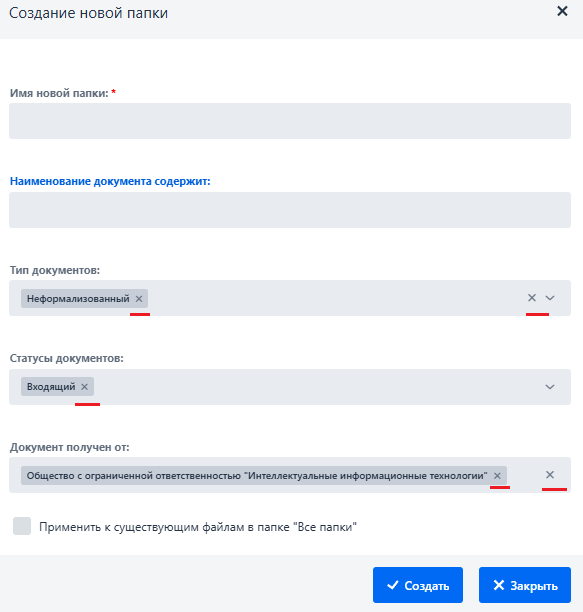 Создание новой папки
Имя новой папки: *
Наименование документа содержит:
Тип документов:
Неформализованный
Статусы документов:
Входящий
Документ получен от:
Общество с ограниченной ответственностью "Интеллектуальные информационные технологии"
Применить к существующим файлам в папке "Все папки"
Создать
Закрыть